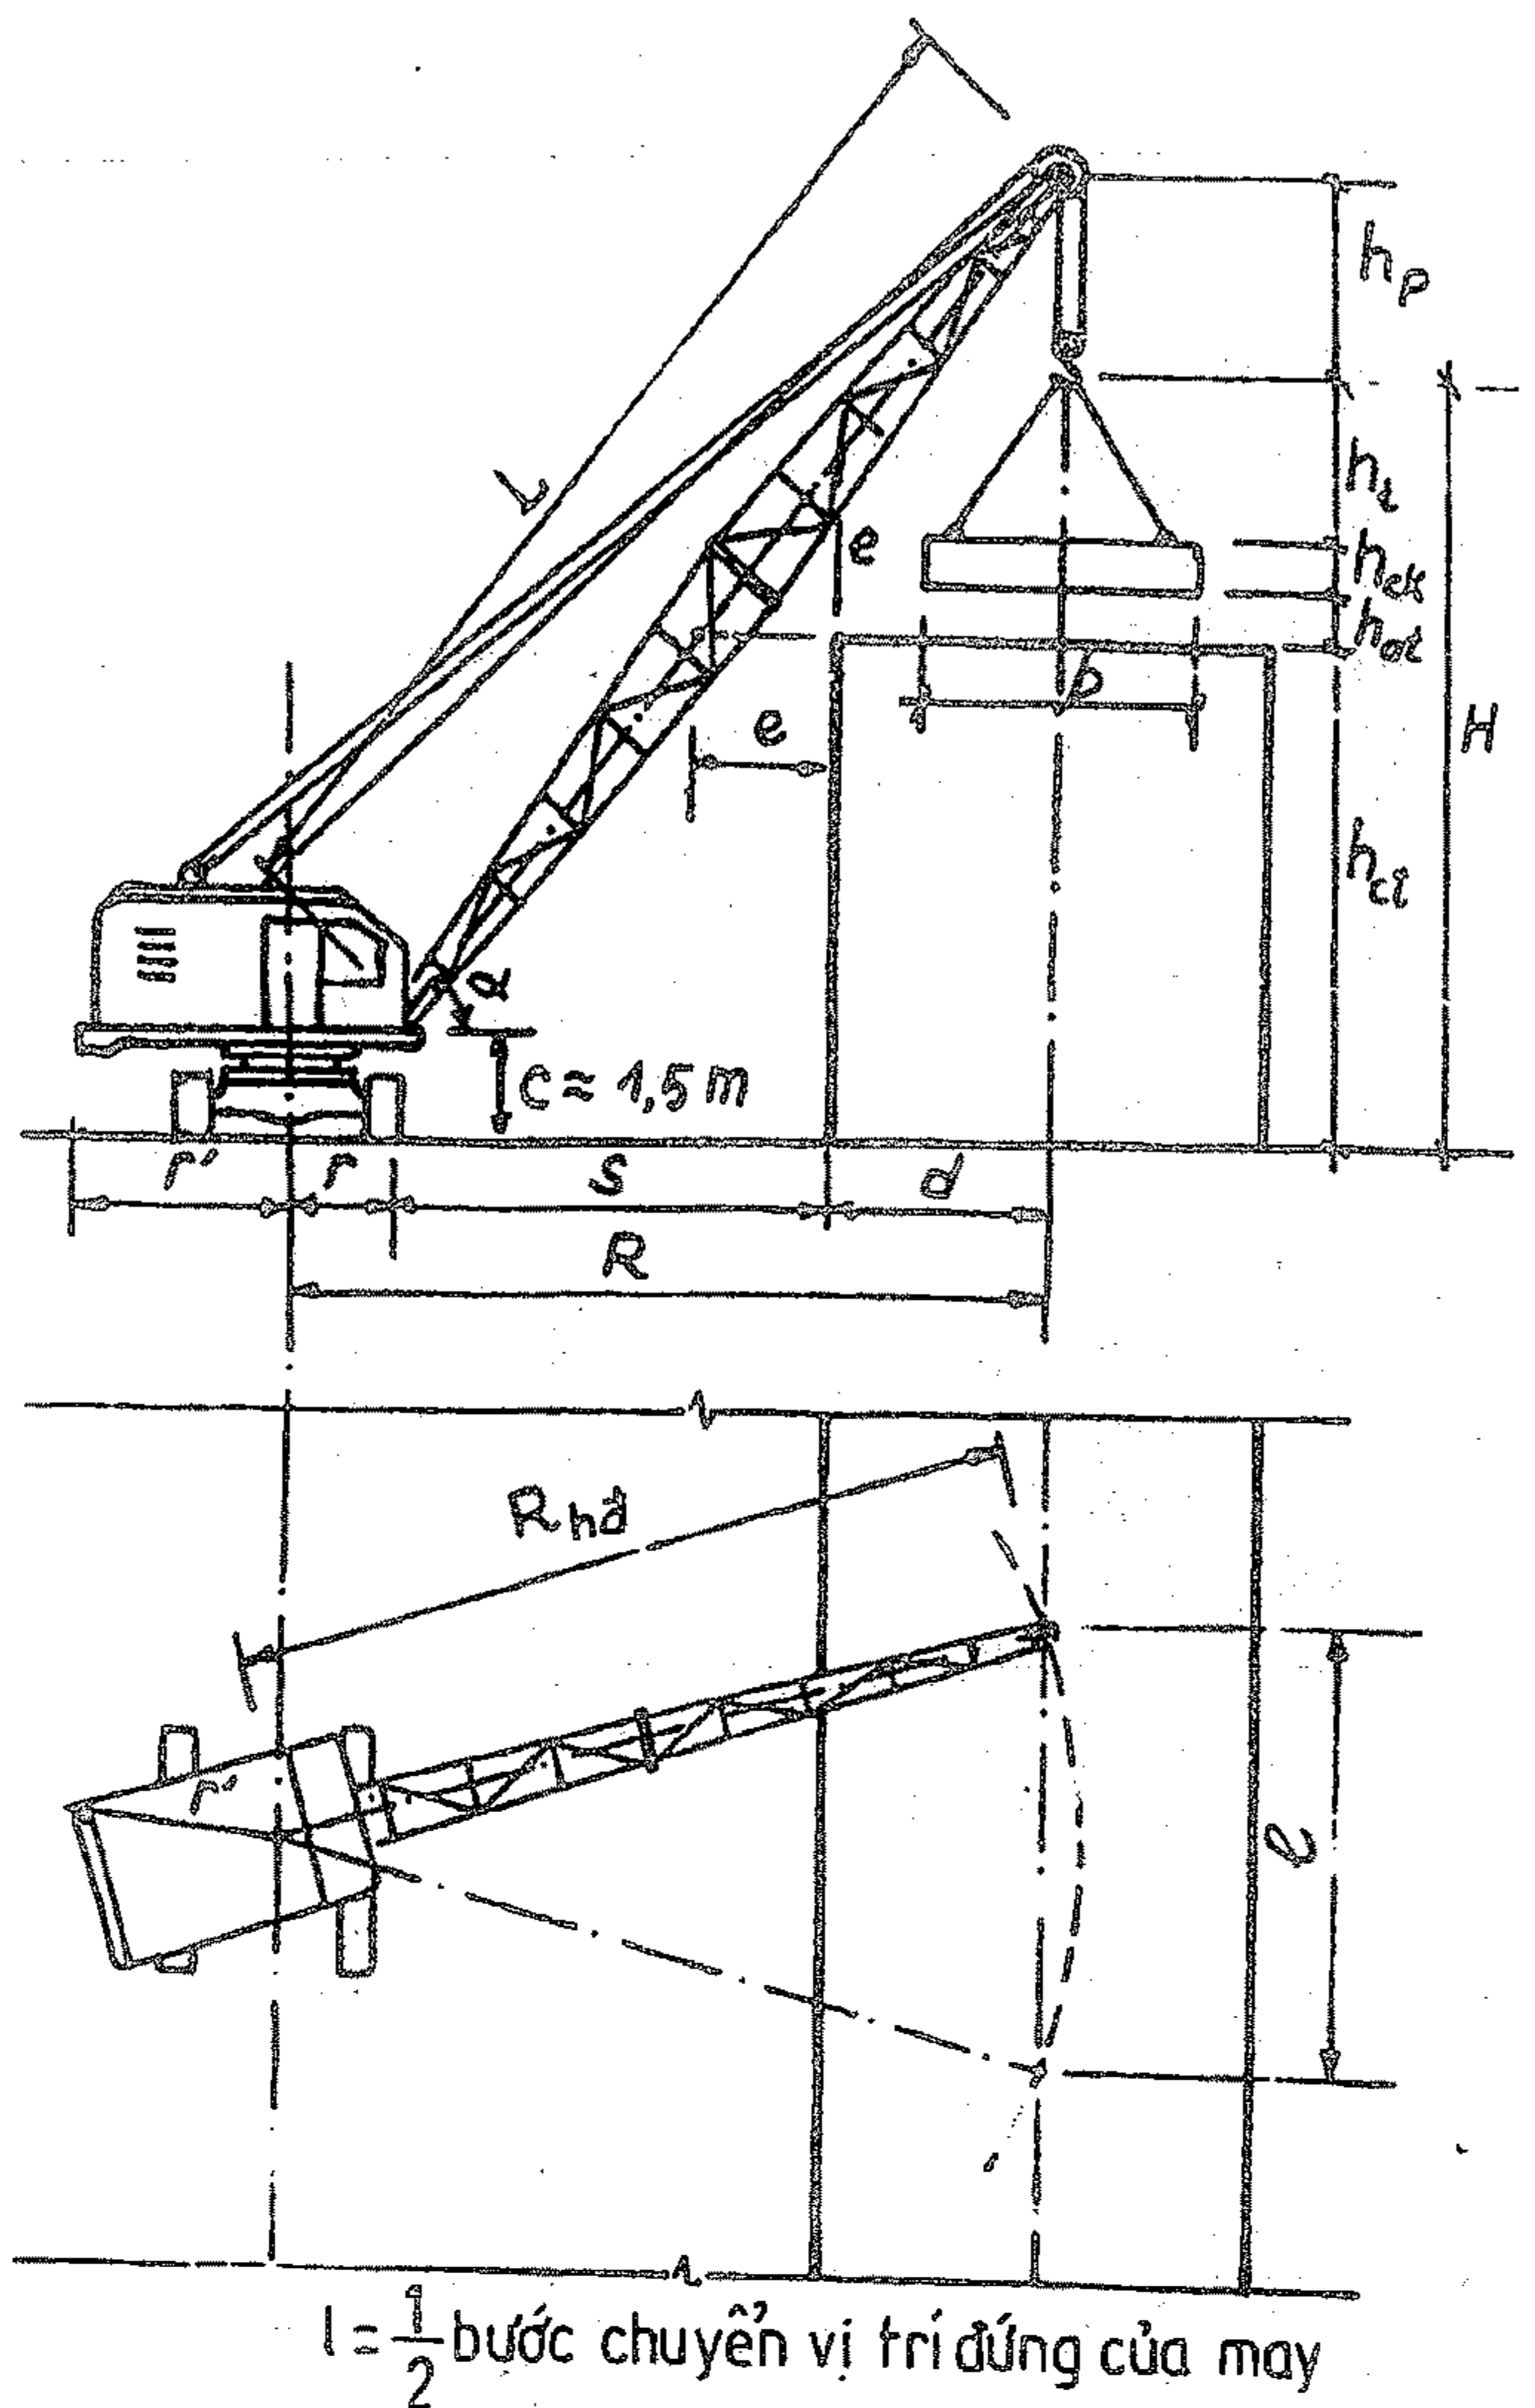 L
h_p
h_t
h_ck
h_at
e
b
e
H
h_ct
α
C ≈ 1,5 m
r' r S d
R
R_hđ
r'
l
l = 1/2 bước chuyển vị trí đứng của may